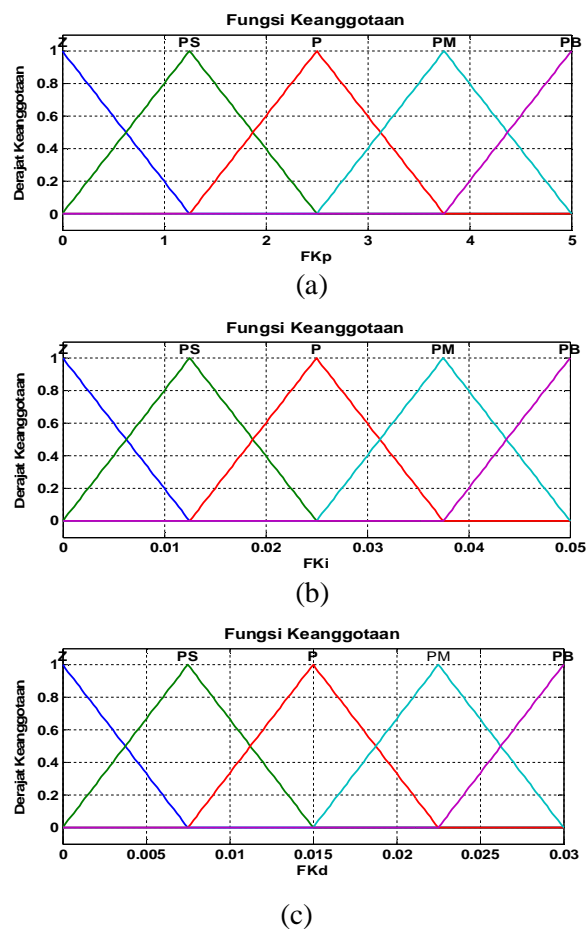 Fungsi Keanggotaan
Z PS P PM PB
1
0.8
0.6
0.4
0.2
0
Derajat Keanggotaan
0 1 2 3 4 5
FKp
(a)
Fungsi Keanggotaan
Z PS P PM PB
1
0.8
0.6
0.4
0.2
0
Derajat Keanggotaan
0 0.01 0.02 0.03 0.04 0.05
FKi
(b)
Fungsi Keanggotaan
Z PS P PM PB
1
0.8
0.6
0.4
0.2
0
Derajat Keanggotaan
0 0.005 0.01 0.015 0.02 0.025 0.03
FKd
(c)